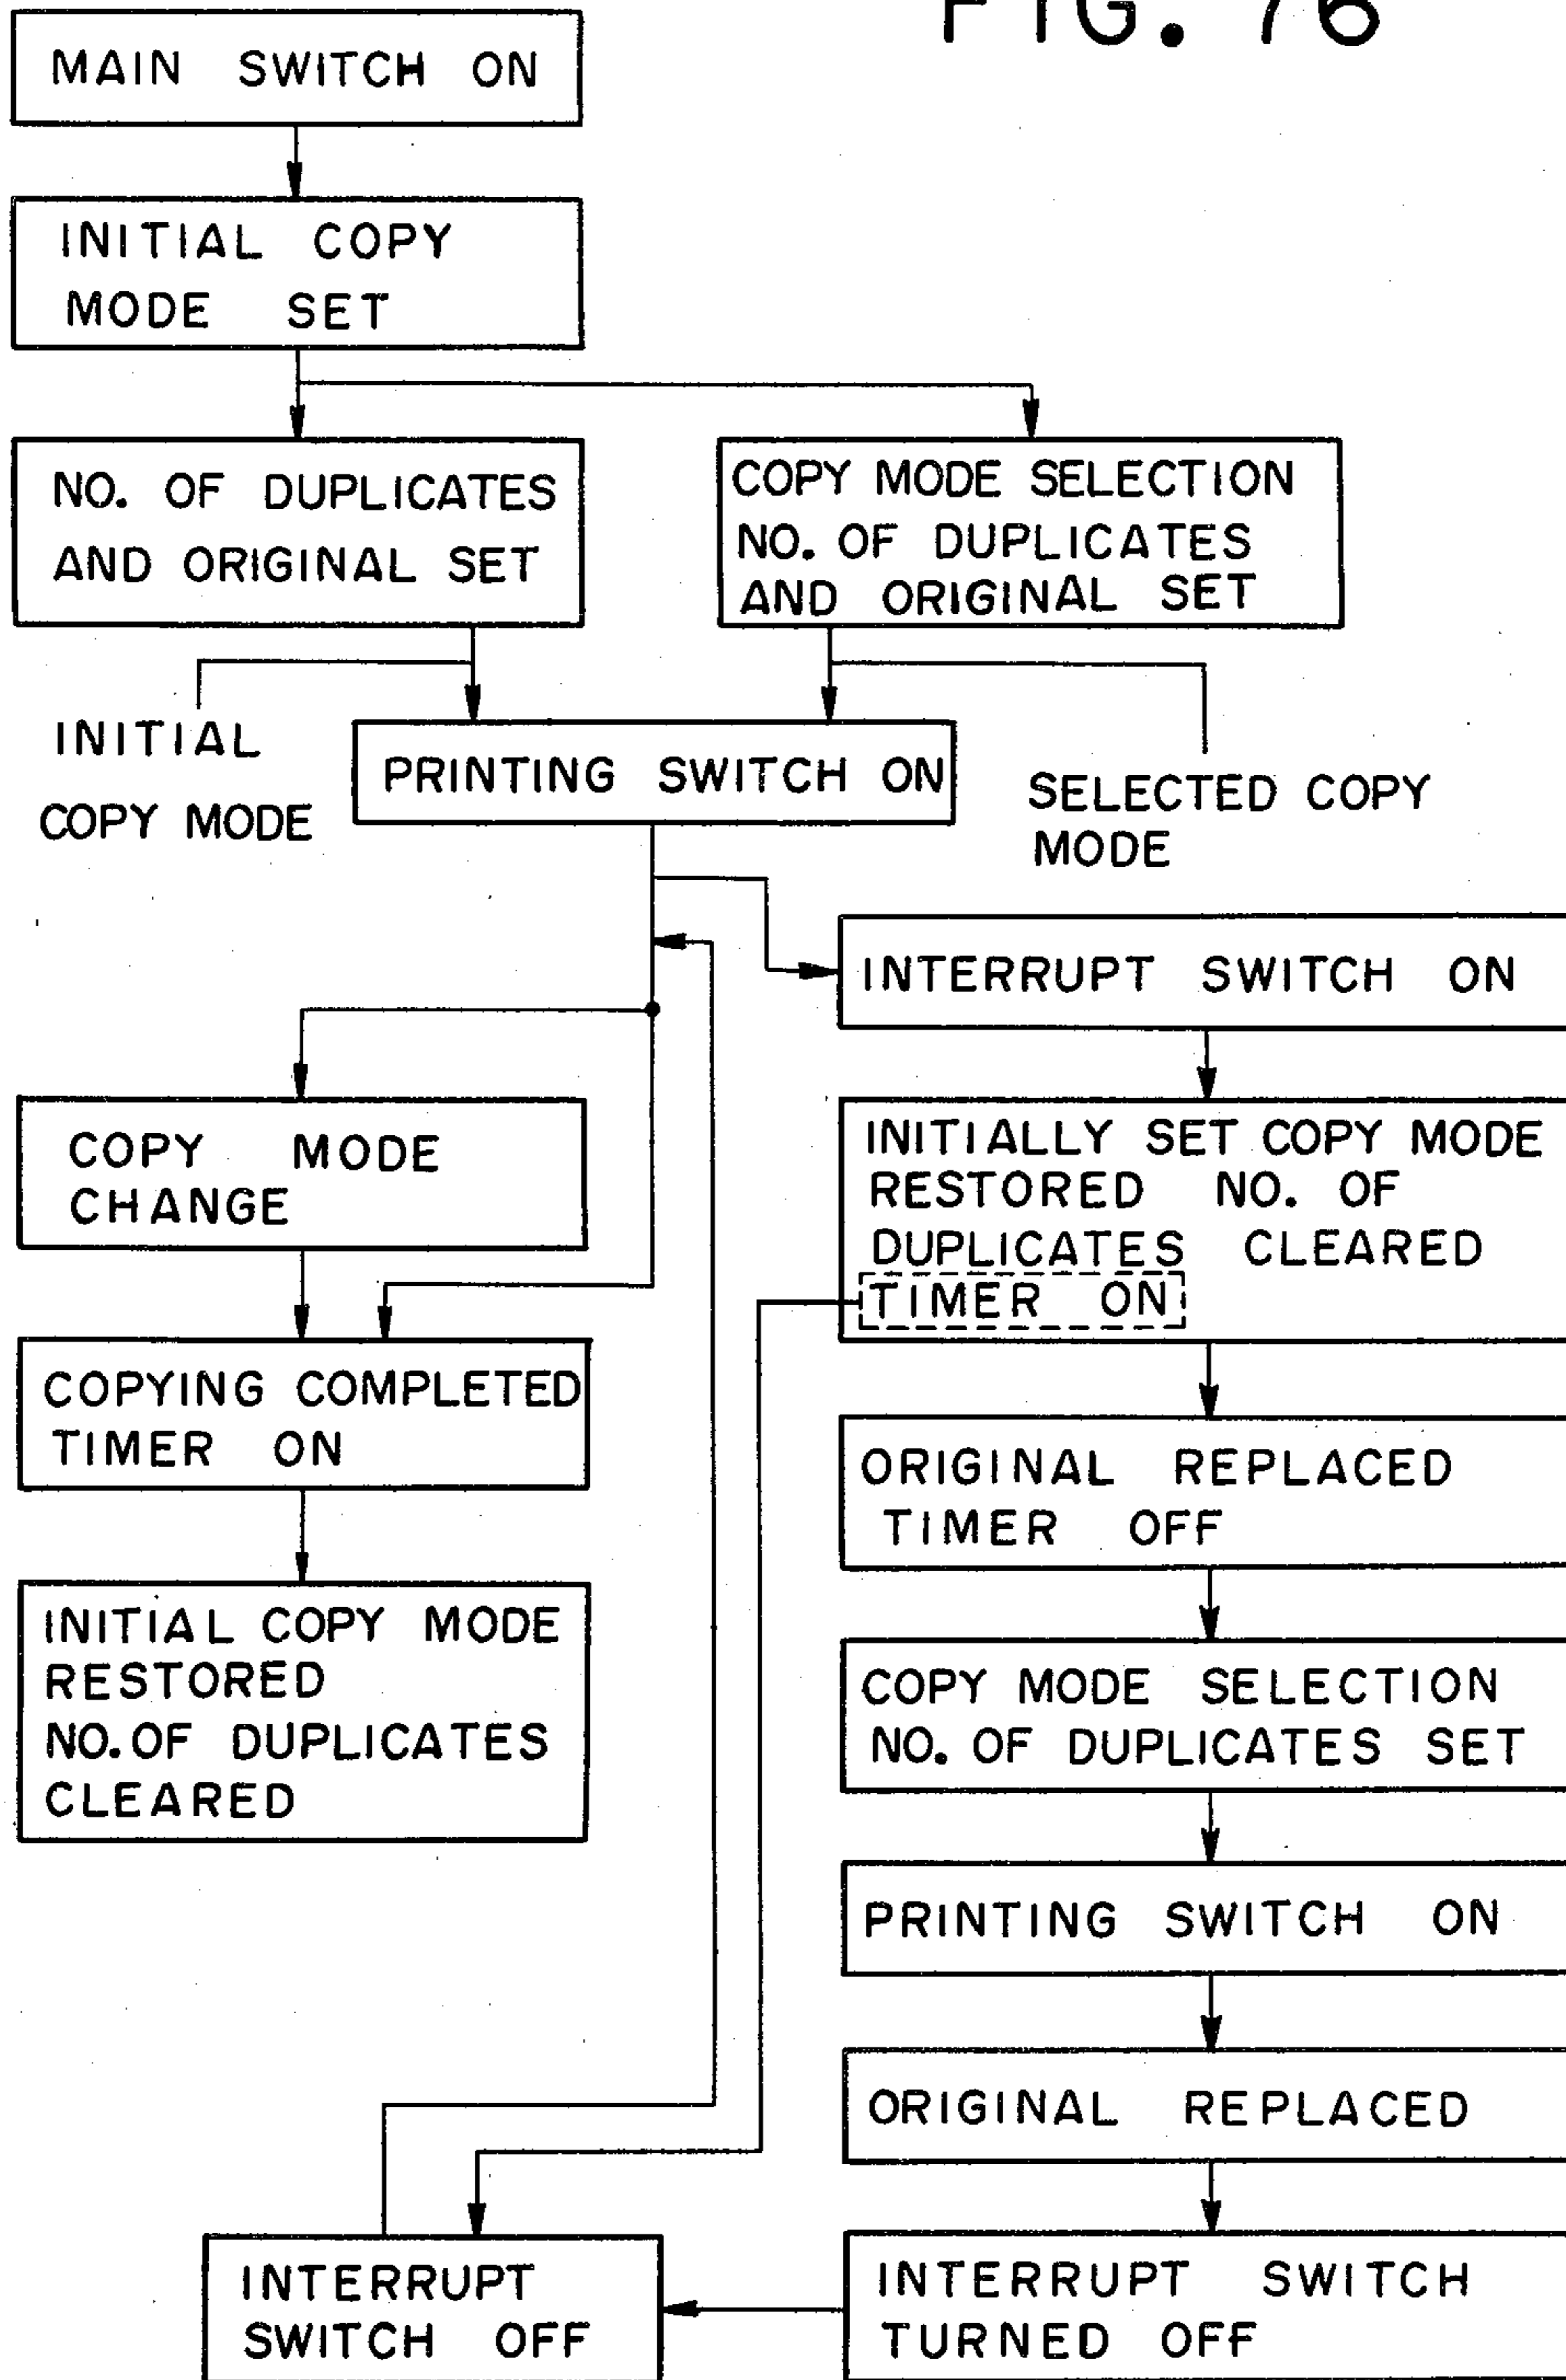 FIG. 76
MAIN SWITCH ON
INITIAL COPY
MODE SET
NO. OF DUPLICATES
AND ORIGINAL SET
COPY MODE SELECTION
NO. OF DUPLICATES
AND ORIGINAL SET
INITIAL
COPY MODE
PRINTING SWITCH ON
SELECTED COPY
MODE
INTERRUPT SWITCH ON
COPY MODE
CHANGE
INITIALLY SET COPY MODE
RESTORED NO. OF
DUPLICATES CLEARED
TIMER ON
COPYING COMPLETED
TIMER ON
ORIGINAL REPLACED
TIMER OFF
INITIAL COPY MODE
RESTORED
NO. OF DUPLICATES
CLEARED
COPY MODE SELECTION
NO. OF DUPLICATES SET
PRINTING SWITCH ON
ORIGINAL REPLACED
INTERRUPT
SWITCH OFF
INTERRUPT SWITCH
TURNED OFF